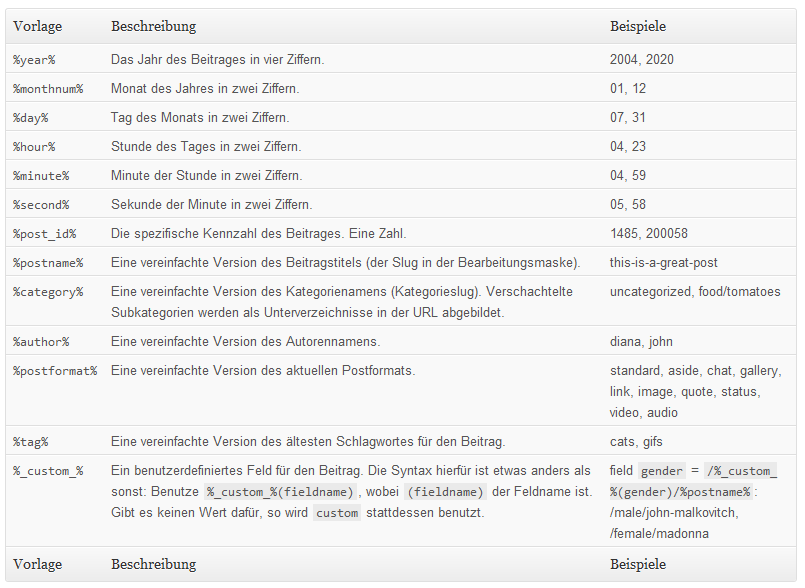 Vorlage Beschreibung Beispiele
%year% Das Jahr des Beitrages in vier Ziffern. 2004, 2020
%monthnum% Monat des Jahres in zwei Ziffern. 01, 12
%day% Tag des Monats in zwei Ziffern. 07, 31
%hour% Stunde des Tages in zwei Ziffern. 04, 23
%minute% Minute der Stunde in zwei Ziffern. 04, 59
%second% Sekunde der Minute in zwei Ziffern. 05, 58
%post_id% Die spezifische Kennzahl des Beitrages. Eine Zahl. 1485, 200058
%postname% Eine vereinfachte Version des Beitragstitels (der Slug in der Bearbeitungsmaske). this-is-a-great-post
%category% Eine vereinfachte Version des Kategorienamens (Kategorieslug). Verschachtelte uncategorized, food/tomatoes
Subkategorien werden als Unterverzeichnisse in der URL abgebildet.
%author% Eine vereinfachte Version des Autorennamens. diana, john
%postformat% Eine vereinfachte Version des aktuellen Postformats. standard, aside, chat, gallery,
link, image, quote, status,
video, audio
%tag% Eine vereinfachte Version des ältesten Schlagwortes für den Beitrag. cats, gifs
%_custom_% Ein benutzerdefiniertes Feld für den Beitrag. Die Syntax hierfür ist etwas anders als field gender = /%_custom_
sonst: Benutze %_custom_%(fieldname), wobei (fieldname) der Feldname ist. %(gender)/%postname%:
Gibt es keinen Wert dafür, so wird custom stattdessen benutzt. /male/john-malkovitch,
/female/madonna
Vorlage Beschreibung Beispiele